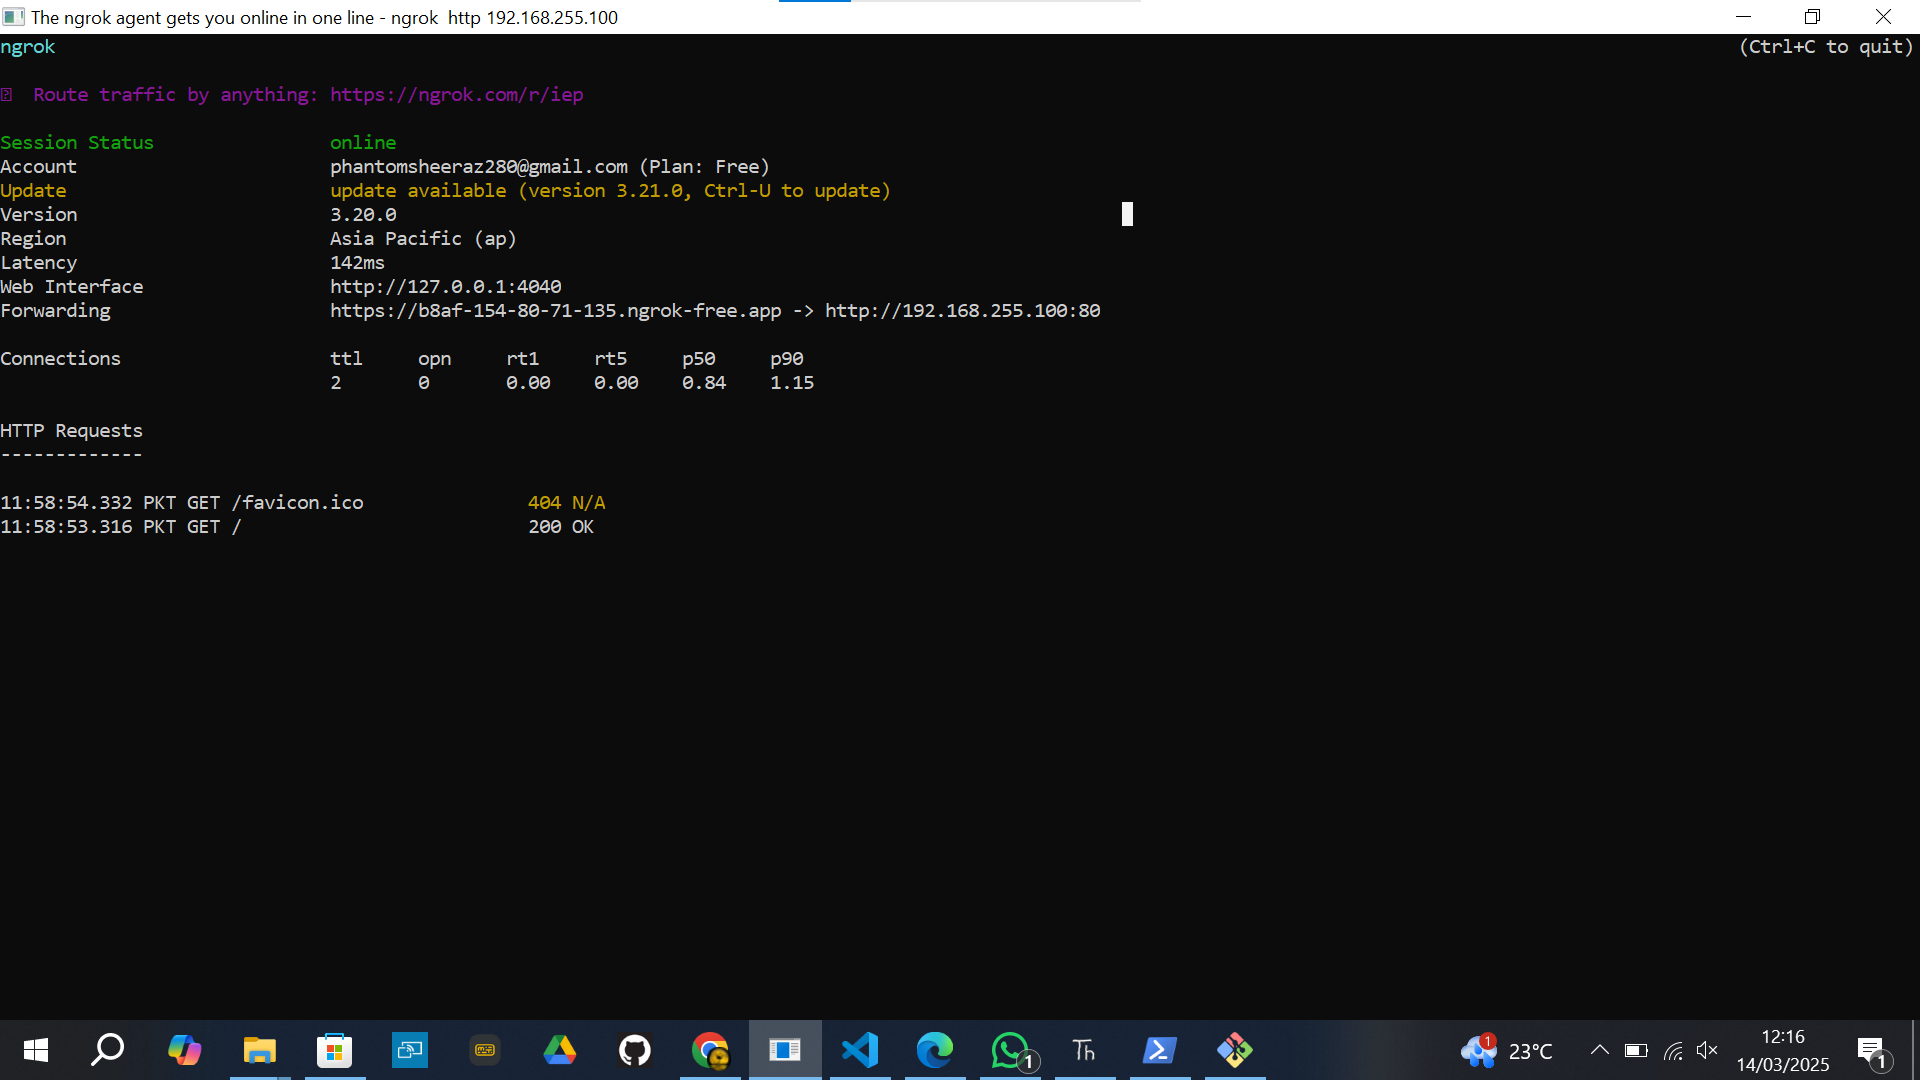 The ngrok agent gets you online in one line - ngrok  http 192.168.255.100
ngrok (Ctrl+C to quit)
Route traffic by anything: https://ngrok.com/r/iep
Session Status online
Account phantomsheeraz280@gmail.com (Plan: Free)
Update update available (version 3.21.0, Ctrl-U to update)
Version 3.20.0
Region Asia Pacific (ap)
Latency 142ms
Web Interface http://127.0.0.1:4040
Forwarding https://b8af-154-80-71-135.ngrok-free.app -> http://192.168.255.100:80
Connections ttl opn rt1 rt5 p50 p90
2 0 0.00 0.00 0.84 1.15
HTTP Requests
-------------
11:58:54.332 PKT GET /favicon.ico 404 N/A
11:58:53.316 PKT GET / 200 OK
1 Th 1 23°C 12:16
14/03/2025 1